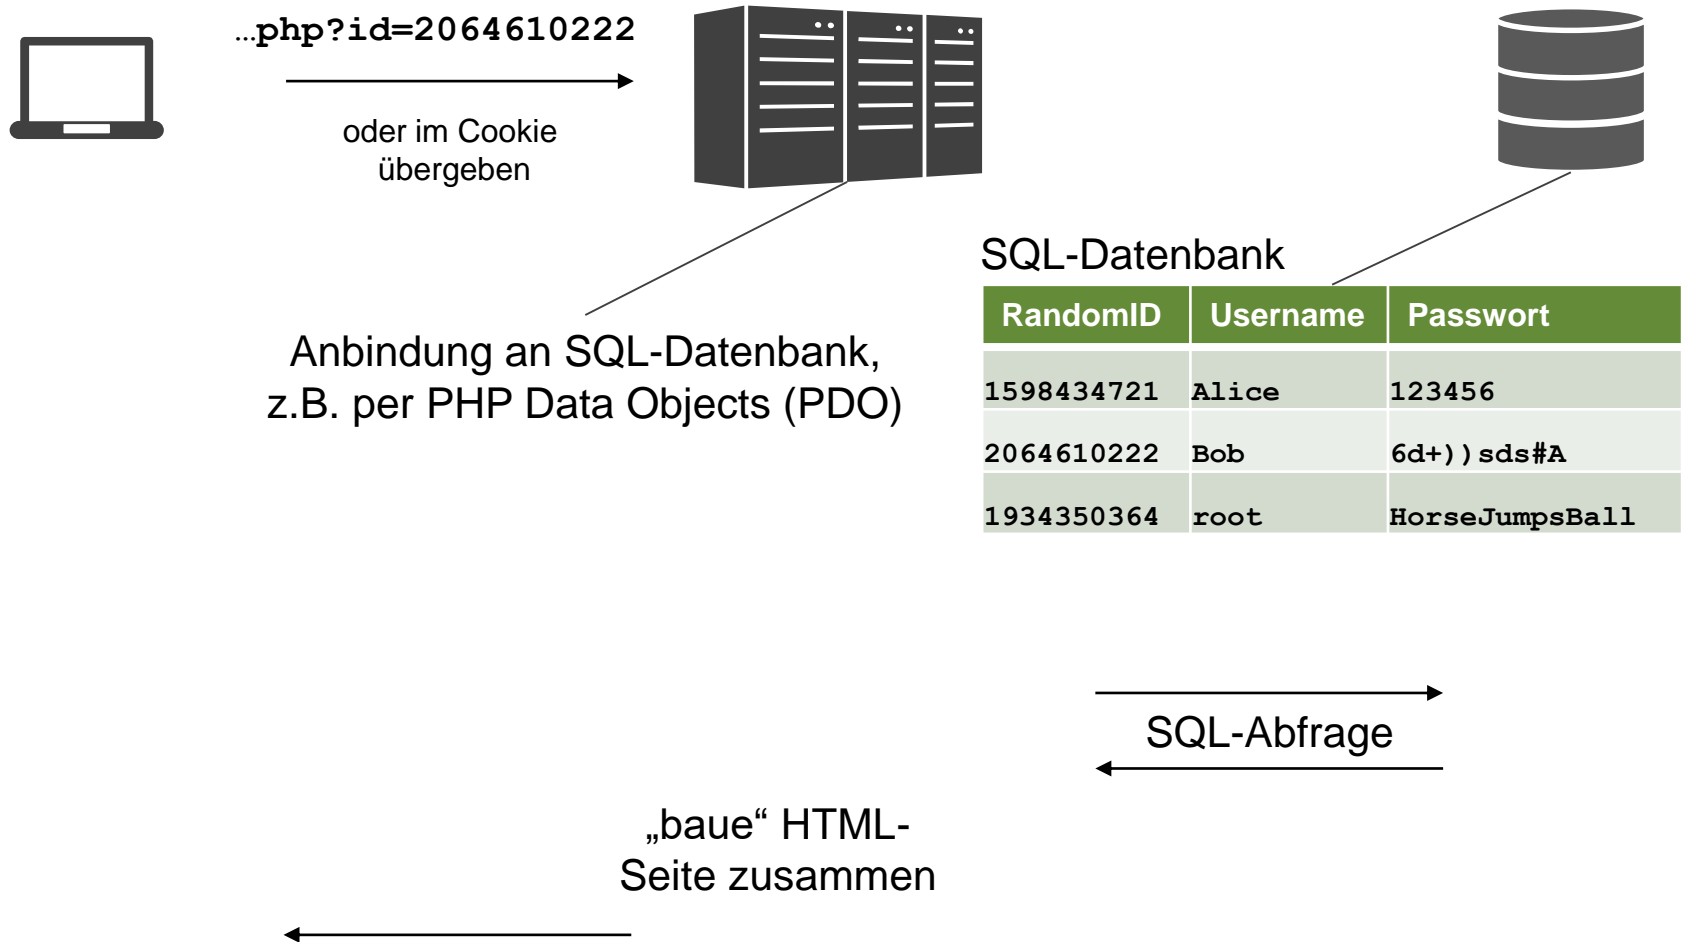 …php?id=2064610222
oder im Cookie
übergeben
SQL-Datenbank
RandomID Username Passwort
1598434721 Alice 123456
2064610222 Bob 6d+))sds#A
1934350364 root HorseJumpsBall
Anbindung an SQL-Datenbank,
z.B. per PHP Data Objects (PDO)
SQL-Abfrage
„baue“ HTML-
Seite zusammen